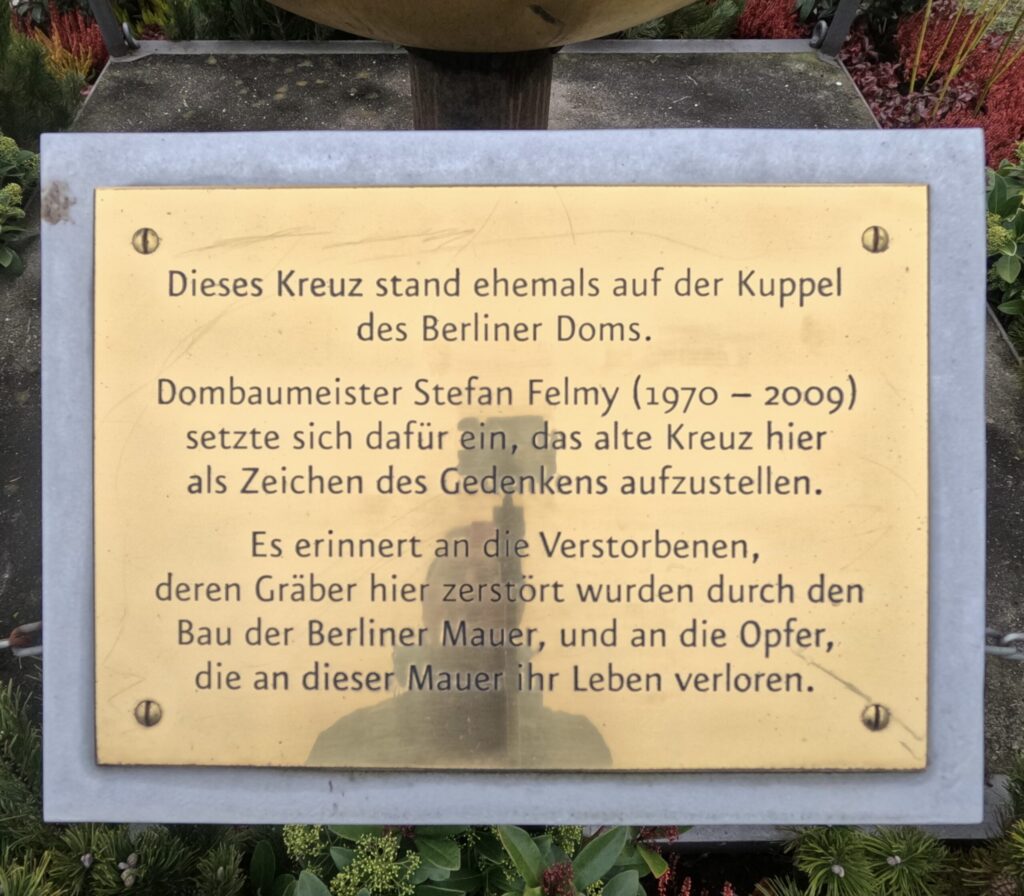 Dieses Kreuz stand ehemals auf der Kuppel
des Berliner Doms.
Dombaumeister Stefan Felmy (1970 – 2009)
setzte sich dafür ein, das alte Kreuz hier
als Zeichen des Gedenkens aufzustellen.
Es erinnert an die Verstorbenen,
deren Gräber hier zerstört wurden durch den
Bau der Berliner Mauer, und an die Opfer,
die an dieser Mauer ihr Leben verloren.